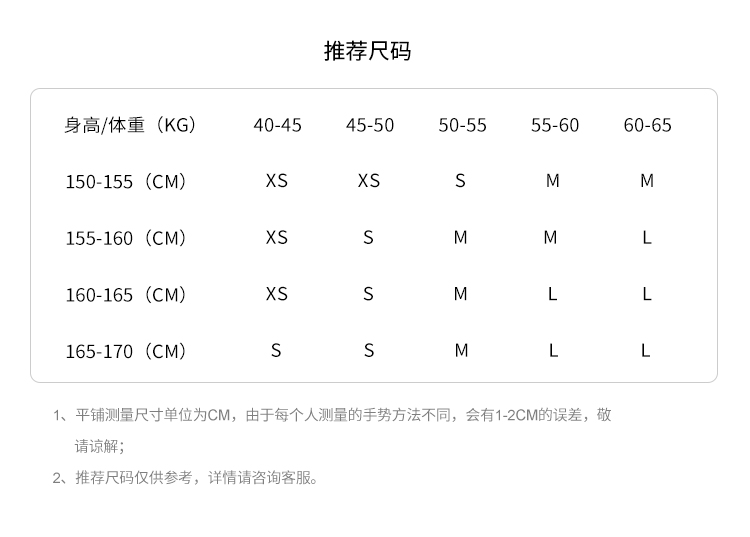 推荐尺码
身高/体重（KG） 40-45 45-50 50-55 55-60 60-65
150-155（CM） XS XS S M M
155-160（CM） XS S M M L
160-165（CM） XS S M L L
165-170（CM） S S M L L
1、平铺测量尺寸单位为CM，由于每个人测量的手势方法不同，会有1-2CM的误差，敬
请谅解；
2、推荐尺码仅供参考，详情请咨询客服。